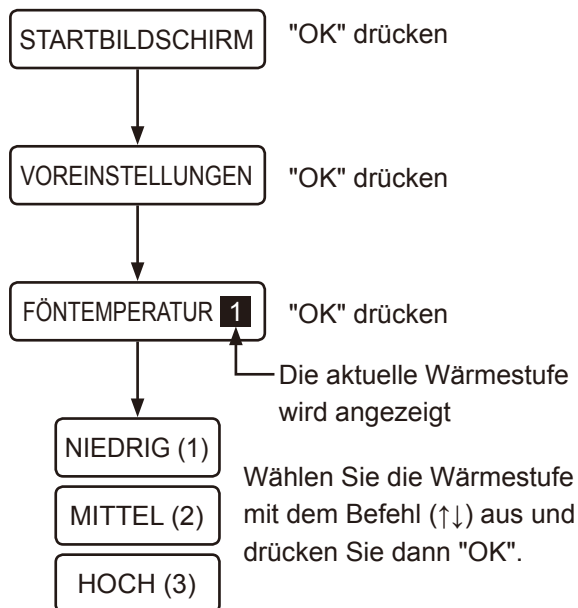 STARTBILDSCHIRM
"OK" drücken
VOREINSTELLUNGEN
"OK" drücken
FÖNTEMPERATUR 1
"OK" drücken
Die aktuelle Wärmestufe
wird angezeigt
NIEDRIG (1)
MITTEL (2)
HOCH (3)
Wählen Sie die Wärmestufe
mit dem Befehl (↑↓) aus und
drücken Sie dann "OK".